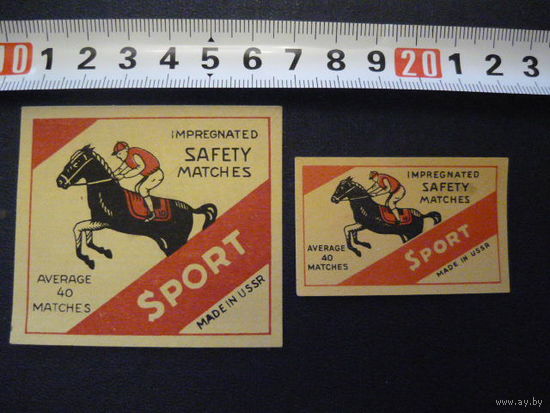 10 1 2 3 4 5 6 7 8 9 20 1 2 3
IMPREGNATED
SAFETY
MATCHES
AVERAGE
40
MATCHES
SPORT
MADE IN USSR
IMPREGNATED
SAFETY
MATCHES
AVERAGE
40
MATCHES
SPORT
MADE IN USSR
www.ay.by